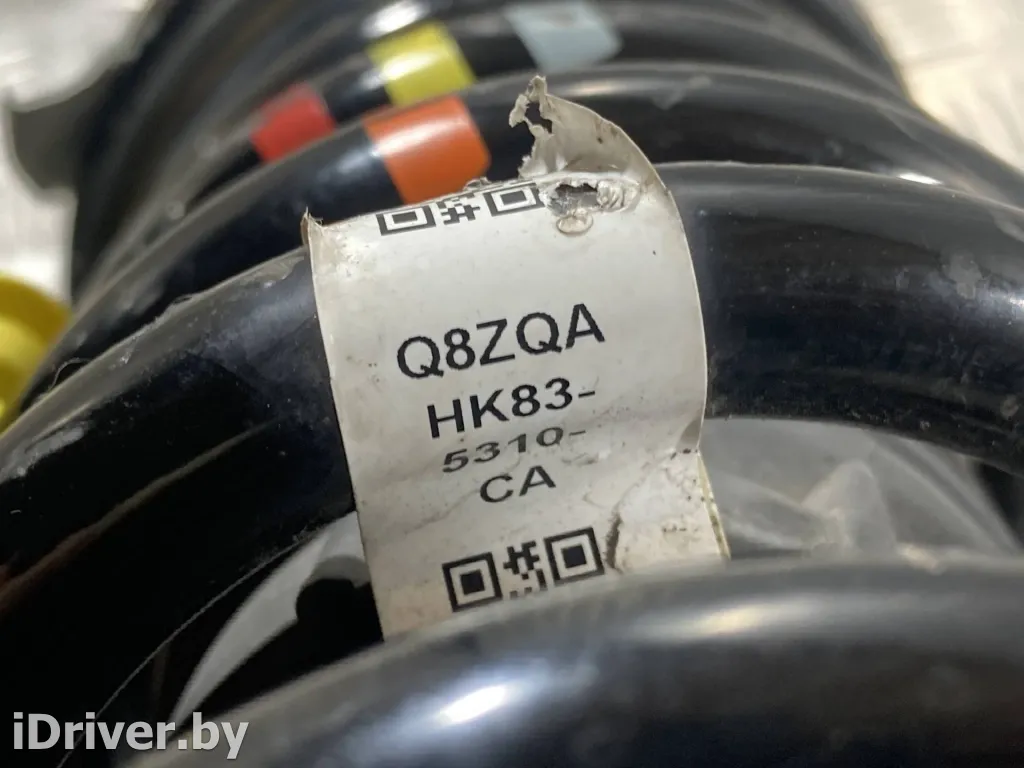 Q8ZQA
HK83-
5310-
CA
iDriver.by